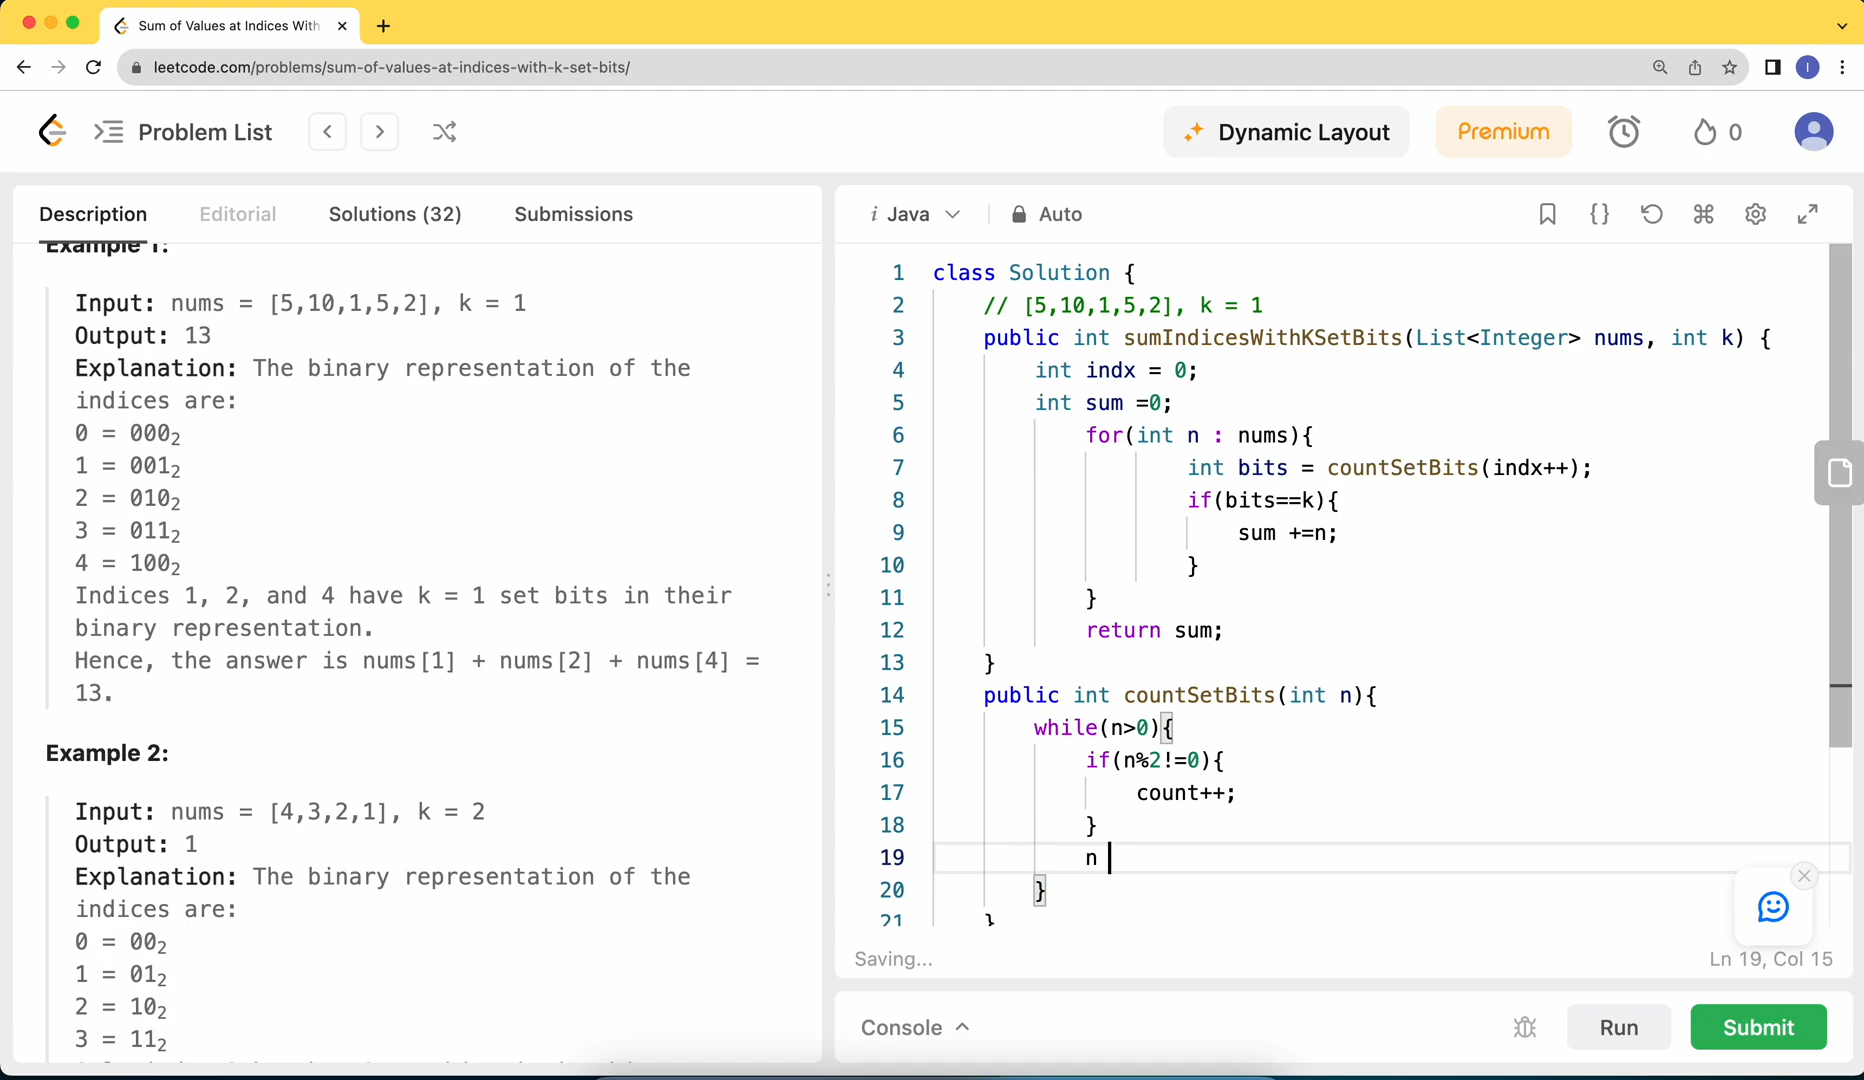 Sum of Values at Indices With
leetcode.com/problems/sum-of-values-at-indices-with-k-set-bits/
I
Problem List
Dynamic Layout
Premium
0
Description
Editorial
Solutions (32)
Submissions
Example 1:
Input: nums = [5,10,1,5,2], k = 1
Output: 13
Explanation: The binary representation of the
indices are:
0 = 000₂
1 = 001₂
2 = 010₂
3 = 011₂
4 = 100₂
Indices 1, 2, and 4 have k = 1 set bits in their
binary representation.
Hence, the answer is nums[1] + nums[2] + nums[4] =
13.
Example 2:
Input: nums = [4,3,2,1], k = 2
Output: 1
Explanation: The binary representation of the
indices are:
0 = 00₂
1 = 01₂
2 = 10₂
3 = 11₂
i Java
Auto
1 class Solution {
2 // [5,10,1,5,2], k = 1
3 public int sumIndicesWithKSetBits(List<Integer> nums, int k) {
4 int indx = 0;
5 int sum =0;
6 for(int n : nums){
7 int bits = countSetBits(indx++);
8 if(bits==k){
9 sum +=n;
10 }
11 }
12 return sum;
13 }
14 public int countSetBits(int n){
15 while(n>0){
16 if(n%2!=0){
17 count++;
18 }
19 n
20 }
21 }
Saving...
Ln 19, Col 15
Console
Run
Submit